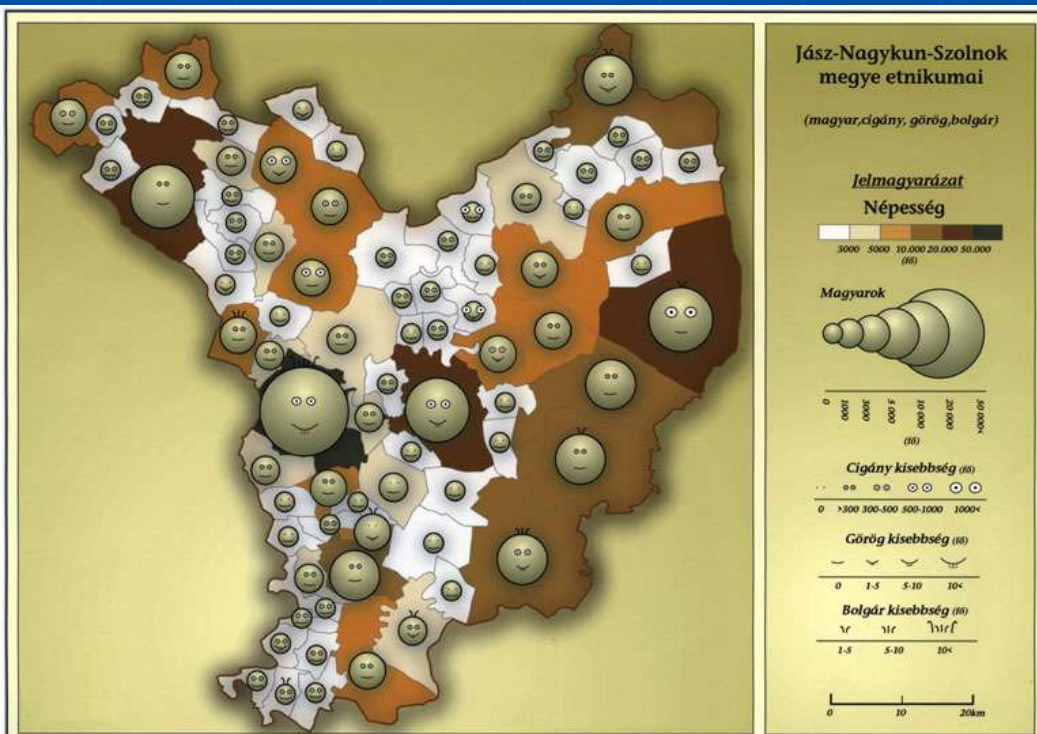 Jász-Nagykun-Szolnok
megye etnikumai
(magyar,cigány, görög,bolgár)
Jelmagyarázat
Népesség
3000 5000 10.000 20.000 50.000
(fő)
Magyarok
0 1000 3000 5 000 10 000 20 000 50 000<
(fő)
Cigány kisebbség (fő)
0 >300 300-500 500-1000 1000<
Görög kisebbség (fő)
0 1-5 5-10 10<
Bolgár kisebbség (fő)
1-5 5-10 10<
0 10 20km